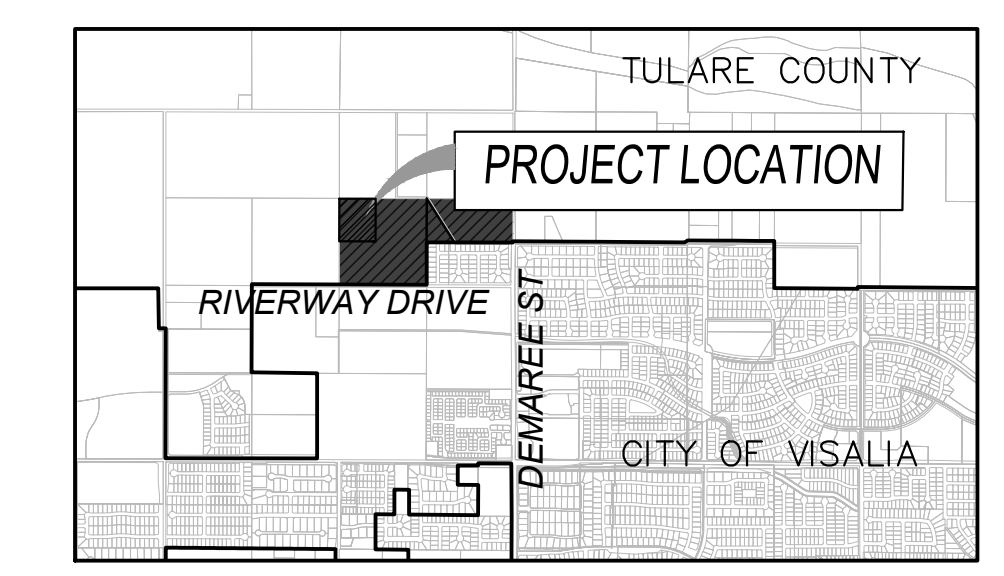 TULARE COUNTY
PROJECT LOCATION
RIVERWAY DRIVE
DEMAREE ST
CITY OF VISALIA